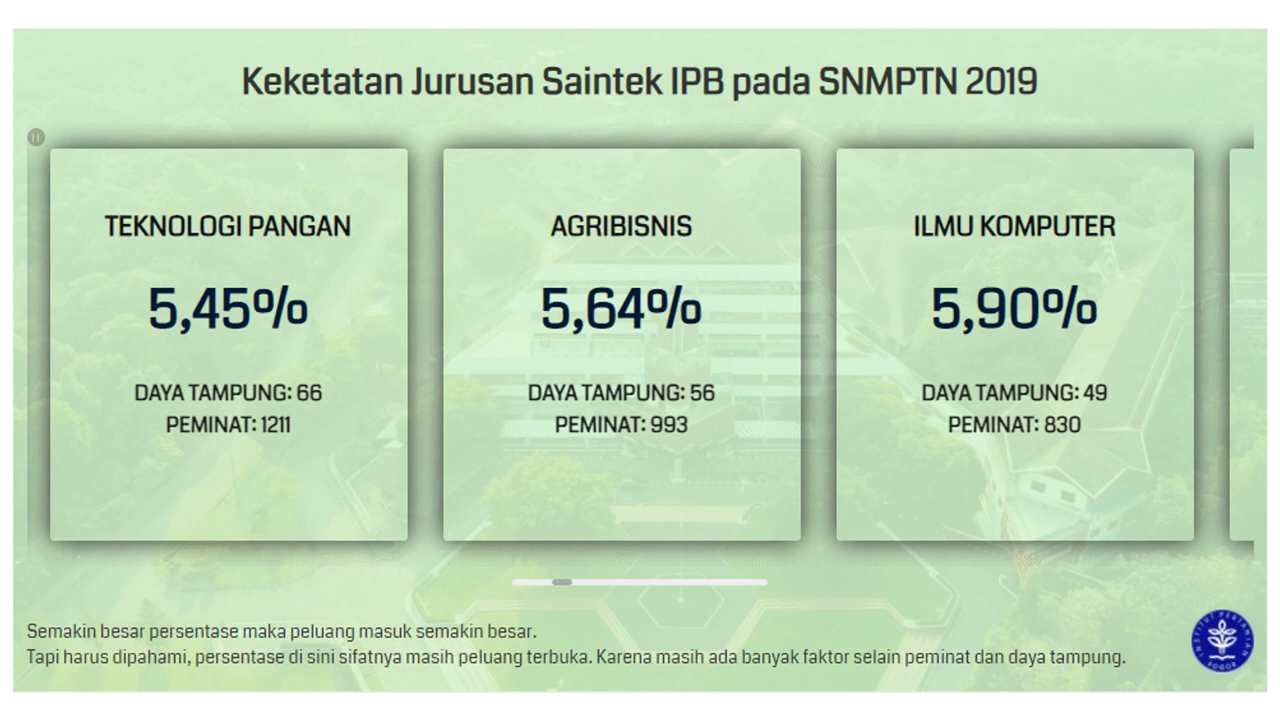 Keketatan Jurusan Saintek IPB pada SNMPTN 2019
TEKNOLOGI PANGAN
5,45%
DAYA TAMPUNG: 66
PEMINAT: 1211
AGRIBISNIS
5,64%
DAYA TAMPUNG: 56
PEMINAT: 993
ILMU KOMPUTER
5,90%
DAYA TAMPUNG: 49
PEMINAT: 830
Semakin besar persentase maka peluang masuk semakin besar.
Tapi harus dipahami, persentase di sini sifatnya masih peluang terbuka. Karena masih ada banyak faktor selain peminat dan daya tampung.
INSTITUT PERTANIAN
BOGOR